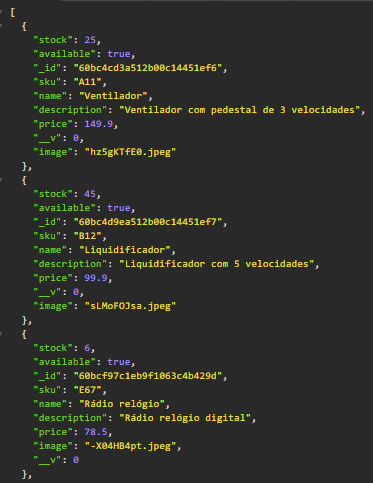 [
{
"stock": 25,
"available": true,
"_id": "60bc4cd3a512b00c14451ef6",
"sku": "A11",
"name": "Ventilador",
"description": "Ventilador com pedestal de 3 velocidades",
"price": 149.9,
"__v": 0,
"image": "hz5gKTfE0.jpeg"
},
{
"stock": 45,
"available": true,
"_id": "60bc4d9ea512b00c14451ef7",
"sku": "B12",
"name": "Liquidificador",
"description": "Liquidificador com 5 velocidades",
"price": 99.9,
"__v": 0,
"image": "sLMoFOJsa.jpeg"
},
{
"stock": 6,
"available": true,
"_id": "60bcf97c1eb9f1063c4b429d",
"sku": "E67",
"name": "Rádio relógio",
"description": "Rádio relógio digital",
"price": 78.5,
"image": "-X04HB4pt.jpeg",
"__v": 0
},